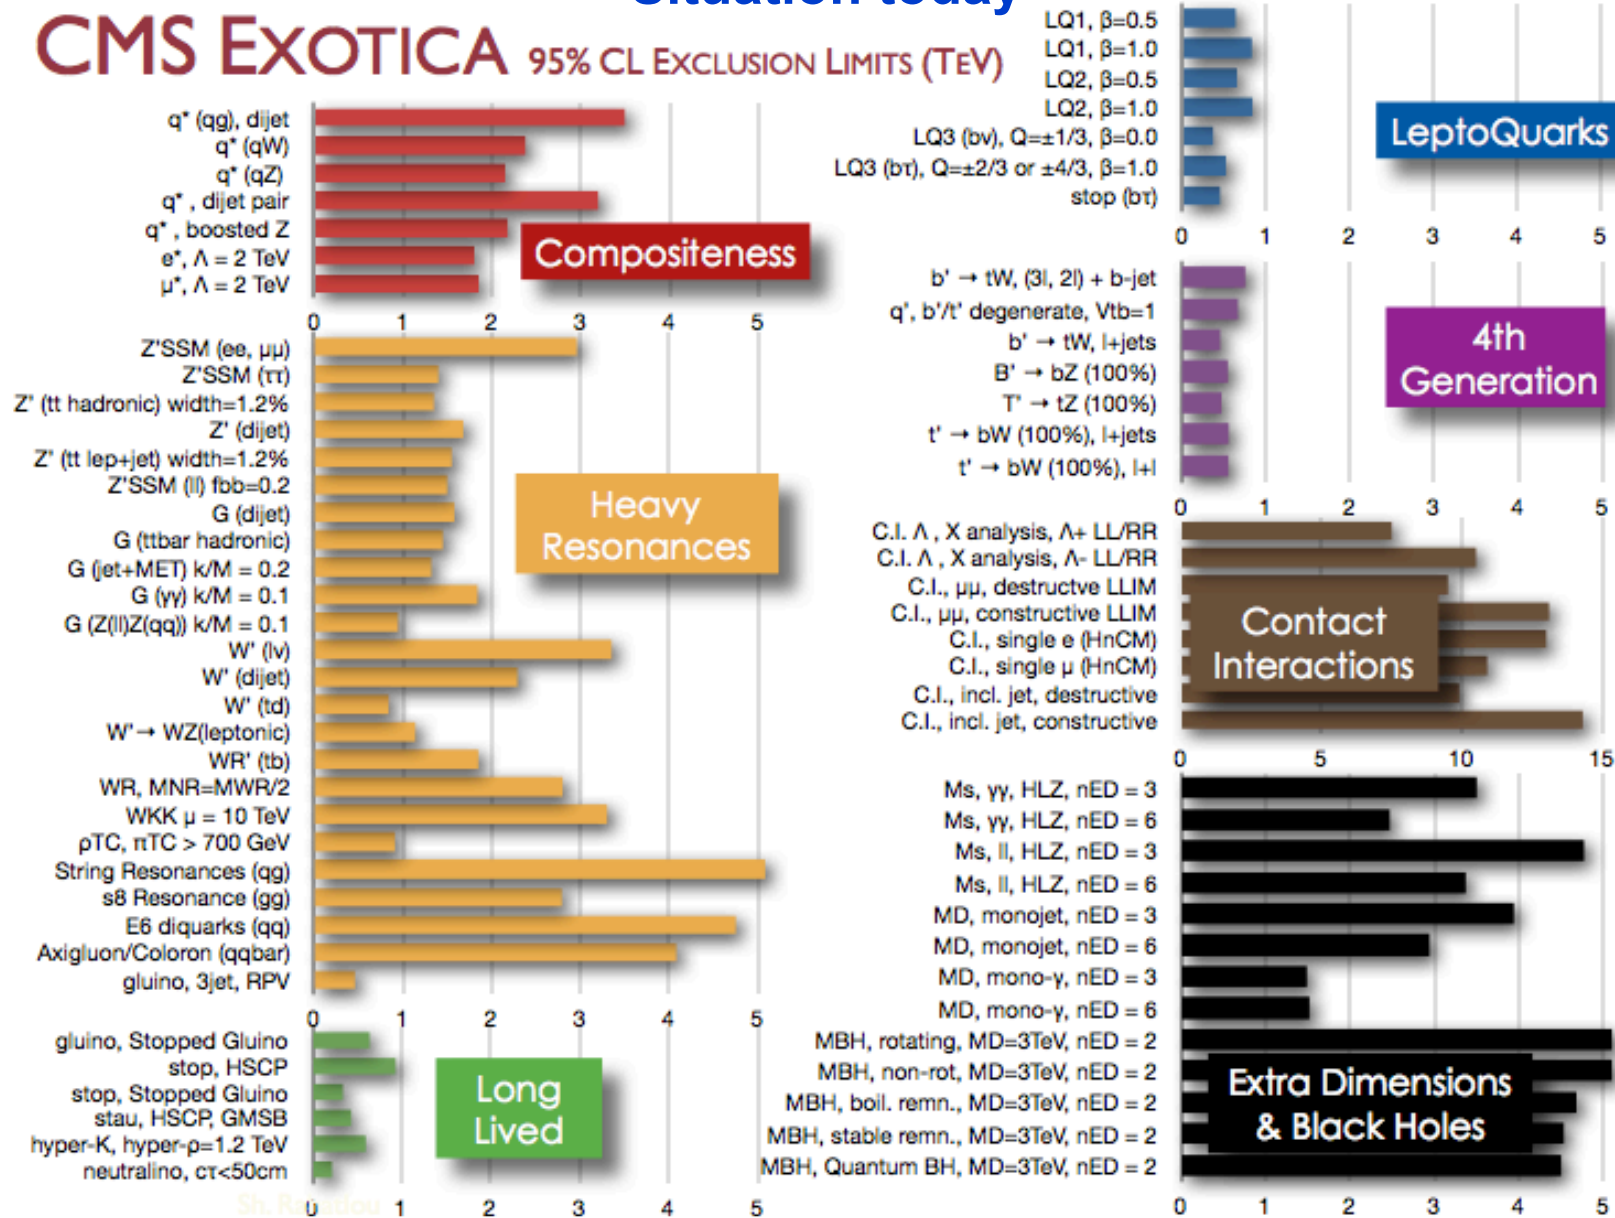 Situation today
CMS EXOTICA 95% CL EXCLUSION LIMITS (TEV)
q* (qg), dijet
q* (qW)
q* (qZ)
q* , dijet pair
q* , boosted Z
e*, Λ = 2 TeV
μ*, Λ = 2 TeV
Compositeness
0 1 2 3 4 5
Z'SSM (ee, μμ)
Z'SSM (ττ)
Z' (tt hadronic) width=1.2%
Z' (dijet)
Z' (tt lep+jet) width=1.2%
Z'SSM (ll) fbb=0.2
G (dijet)
G (ttbar hadronic)
G (jet+MET) k/M = 0.2
G (γγ) k/M = 0.1
G (Z(ll)Z(qq)) k/M = 0.1
W' (lν)
W' (dijet)
W' (td)
W'→ WZ(leptonic)
WR' (tb)
WR, MNR=MWR/2
WKK μ = 10 TeV
ρTC, πTC > 700 GeV
String Resonances (qg)
s8 Resonance (gg)
E6 diquarks (qq)
Axigluon/Coloron (qqbar)
gluino, 3jet, RPV
Heavy
Resonances
0 1 2 3 4 5
gluino, Stopped Gluino
stop, HSCP
stop, Stopped Gluino
stau, HSCP, GMSB
hyper-K, hyper-ρ=1.2 TeV
neutralino, cτ<50cm
Long
Lived
0 1 2 3 4 5
LQ1, β=0.5
LQ1, β=1.0
LQ2, β=0.5
LQ2, β=1.0
LQ3 (bν), Q=±1/3, β=0.0
LQ3 (bτ), Q=±2/3 or ±4/3, β=1.0
stop (bτ)
LeptoQuarks
0 1 2 3 4 5
b' → tW, (3l, 2l) + b-jet
q', b'/t' degenerate, Vtb=1
b' → tW, l+jets
B' → bZ (100%)
T' → tZ (100%)
t' → bW (100%), l+jets
t' → bW (100%), l+l
4th
Generation
0 1 2 3 4 5
C.I. Λ , X analysis, Λ+ LL/RR
C.I. Λ , X analysis, Λ- LL/RR
C.I., μμ, destructve LLIM
C.I., μμ, constructve LLIM
C.I., single e (HnCM)
C.I., single μ (HnCM)
C.I., incl. jet, destructive
C.I., incl. jet, constructive
Contact
Interactions
0 5 10 15
Ms, γγ, HLZ, nED = 3
Ms, γγ, HLZ, nED = 6
Ms, ll, HLZ, nED = 3
Ms, ll, HLZ, nED = 6
MD, monojet, nED = 3
MD, monojet, nED = 6
MD, mono-γ, nED = 3
MD, mono-γ, nED = 6
MBH, rotating, MD=3TeV, nED = 2
MBH, non-rot, MD=3TeV, nED = 2
MBH, boil. remn., MD=3TeV, nED = 2
MBH, stable remn., MD=3TeV, nED = 2
MBH, Quantum BH, MD=3TeV, nED = 2
Extra Dimensions
& Black Holes
0 1 2 3 4 5
Sh.